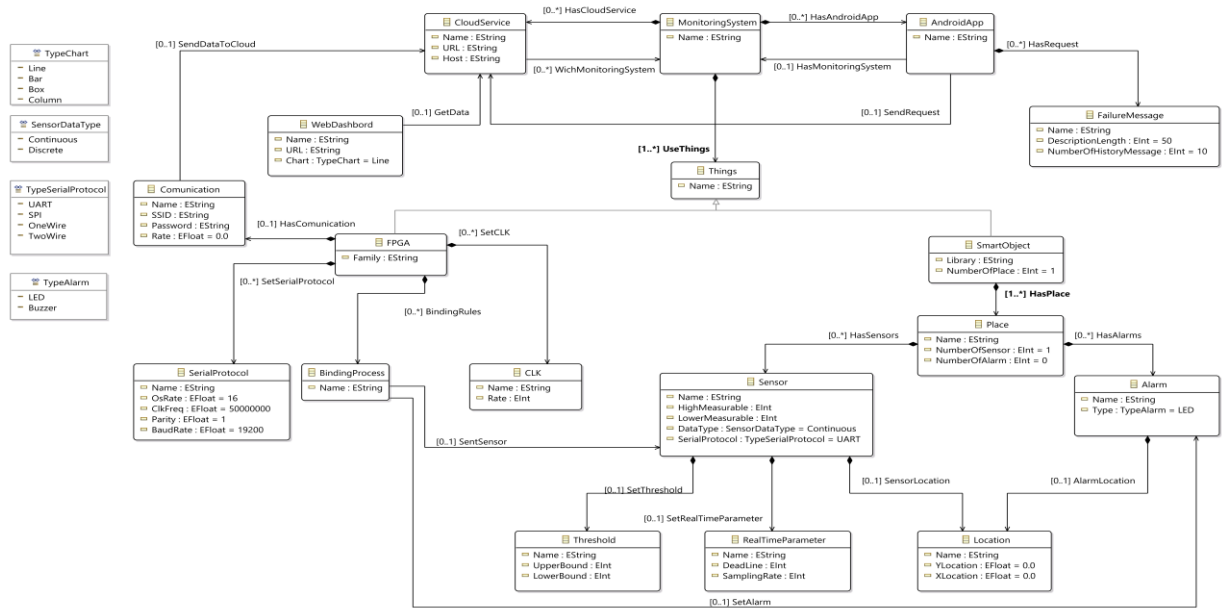 [0..*] HasCloudService
[0..*] HasAndroidApp
CloudService
Name : EString
URL : EString
Host : EString
MonitoringSystem
Name : EString
AndroidApp
Name : EString
[0..1] SendDataToCloud
[0..*] HasRequest
TypeChart
Line
Bar
Box
Column
[0..*] WichMonitoringSystem
[0..1] HasMonitoringSystem
[0..1] GetData
[0..1] SendRequest
SensorDataType
Continuous
Discrete
WebDashbord
Name : EString
URL : EString
Chart : TypeChart = Line
FailureMessage
Name : EString
DescriptionLength : EInt = 50
NumberOfHistoryMessage : EInt = 10
[1..*] UseThings
Things
Name : EString
TypeSerialProtocol
UART
SPI
OneWire
TwoWire
Comunication
Name : EString
SSID : EString
Password : EString
Rate : EFloat = 0.0
[0..1] HasComunication
[0..*] SetCLK
FPGA
Family : EString
SmartObject
Library : EString
NumberOfPlace : EInt = 1
TypeAlarm
LED
Buzzer
[0..*] SetSerialProtocol
[0..*] BindingRules
[1..*] HasPlace
Place
Name : EString
NumberOfSensor : EInt = 1
NumberOfAlarm : EInt = 0
[0..*] HasSensors
[0..*] HasAlarms
SerialProtocol
Name : EString
OsRate : EFloat = 16
ClkFreq : EFloat = 50000000
Parity : EFloat = 1
BaudRate : EFloat = 19200
BindingProcess
Name : EString
CLK
Name : EString
Rate : EInt
Sensor
Name : EString
HighMeasurable : EInt
LowerMeasurable : EInt
DataType : SensorDataType = Continuous
SerialProtocol : TypeSerialProtocol = UART
Alarm
Name : EString
Type : TypeAlarm = LED
[0..1] SentSensor
[0..1] SetThreshold
[0..1] SetRealTimeParameter
[0..1] SensorLocation
[0..1] AlarmLocation
Threshold
Name : EString
UpperBound : EInt
LowerBound : EInt
RealTimeParameter
Name : EString
DeadLine : EInt
SamplingRate : EInt
Location
Name : EString
YLocation : EFloat = 0.0
XLocation : EFloat = 0.0
[0..1] SetAlarm